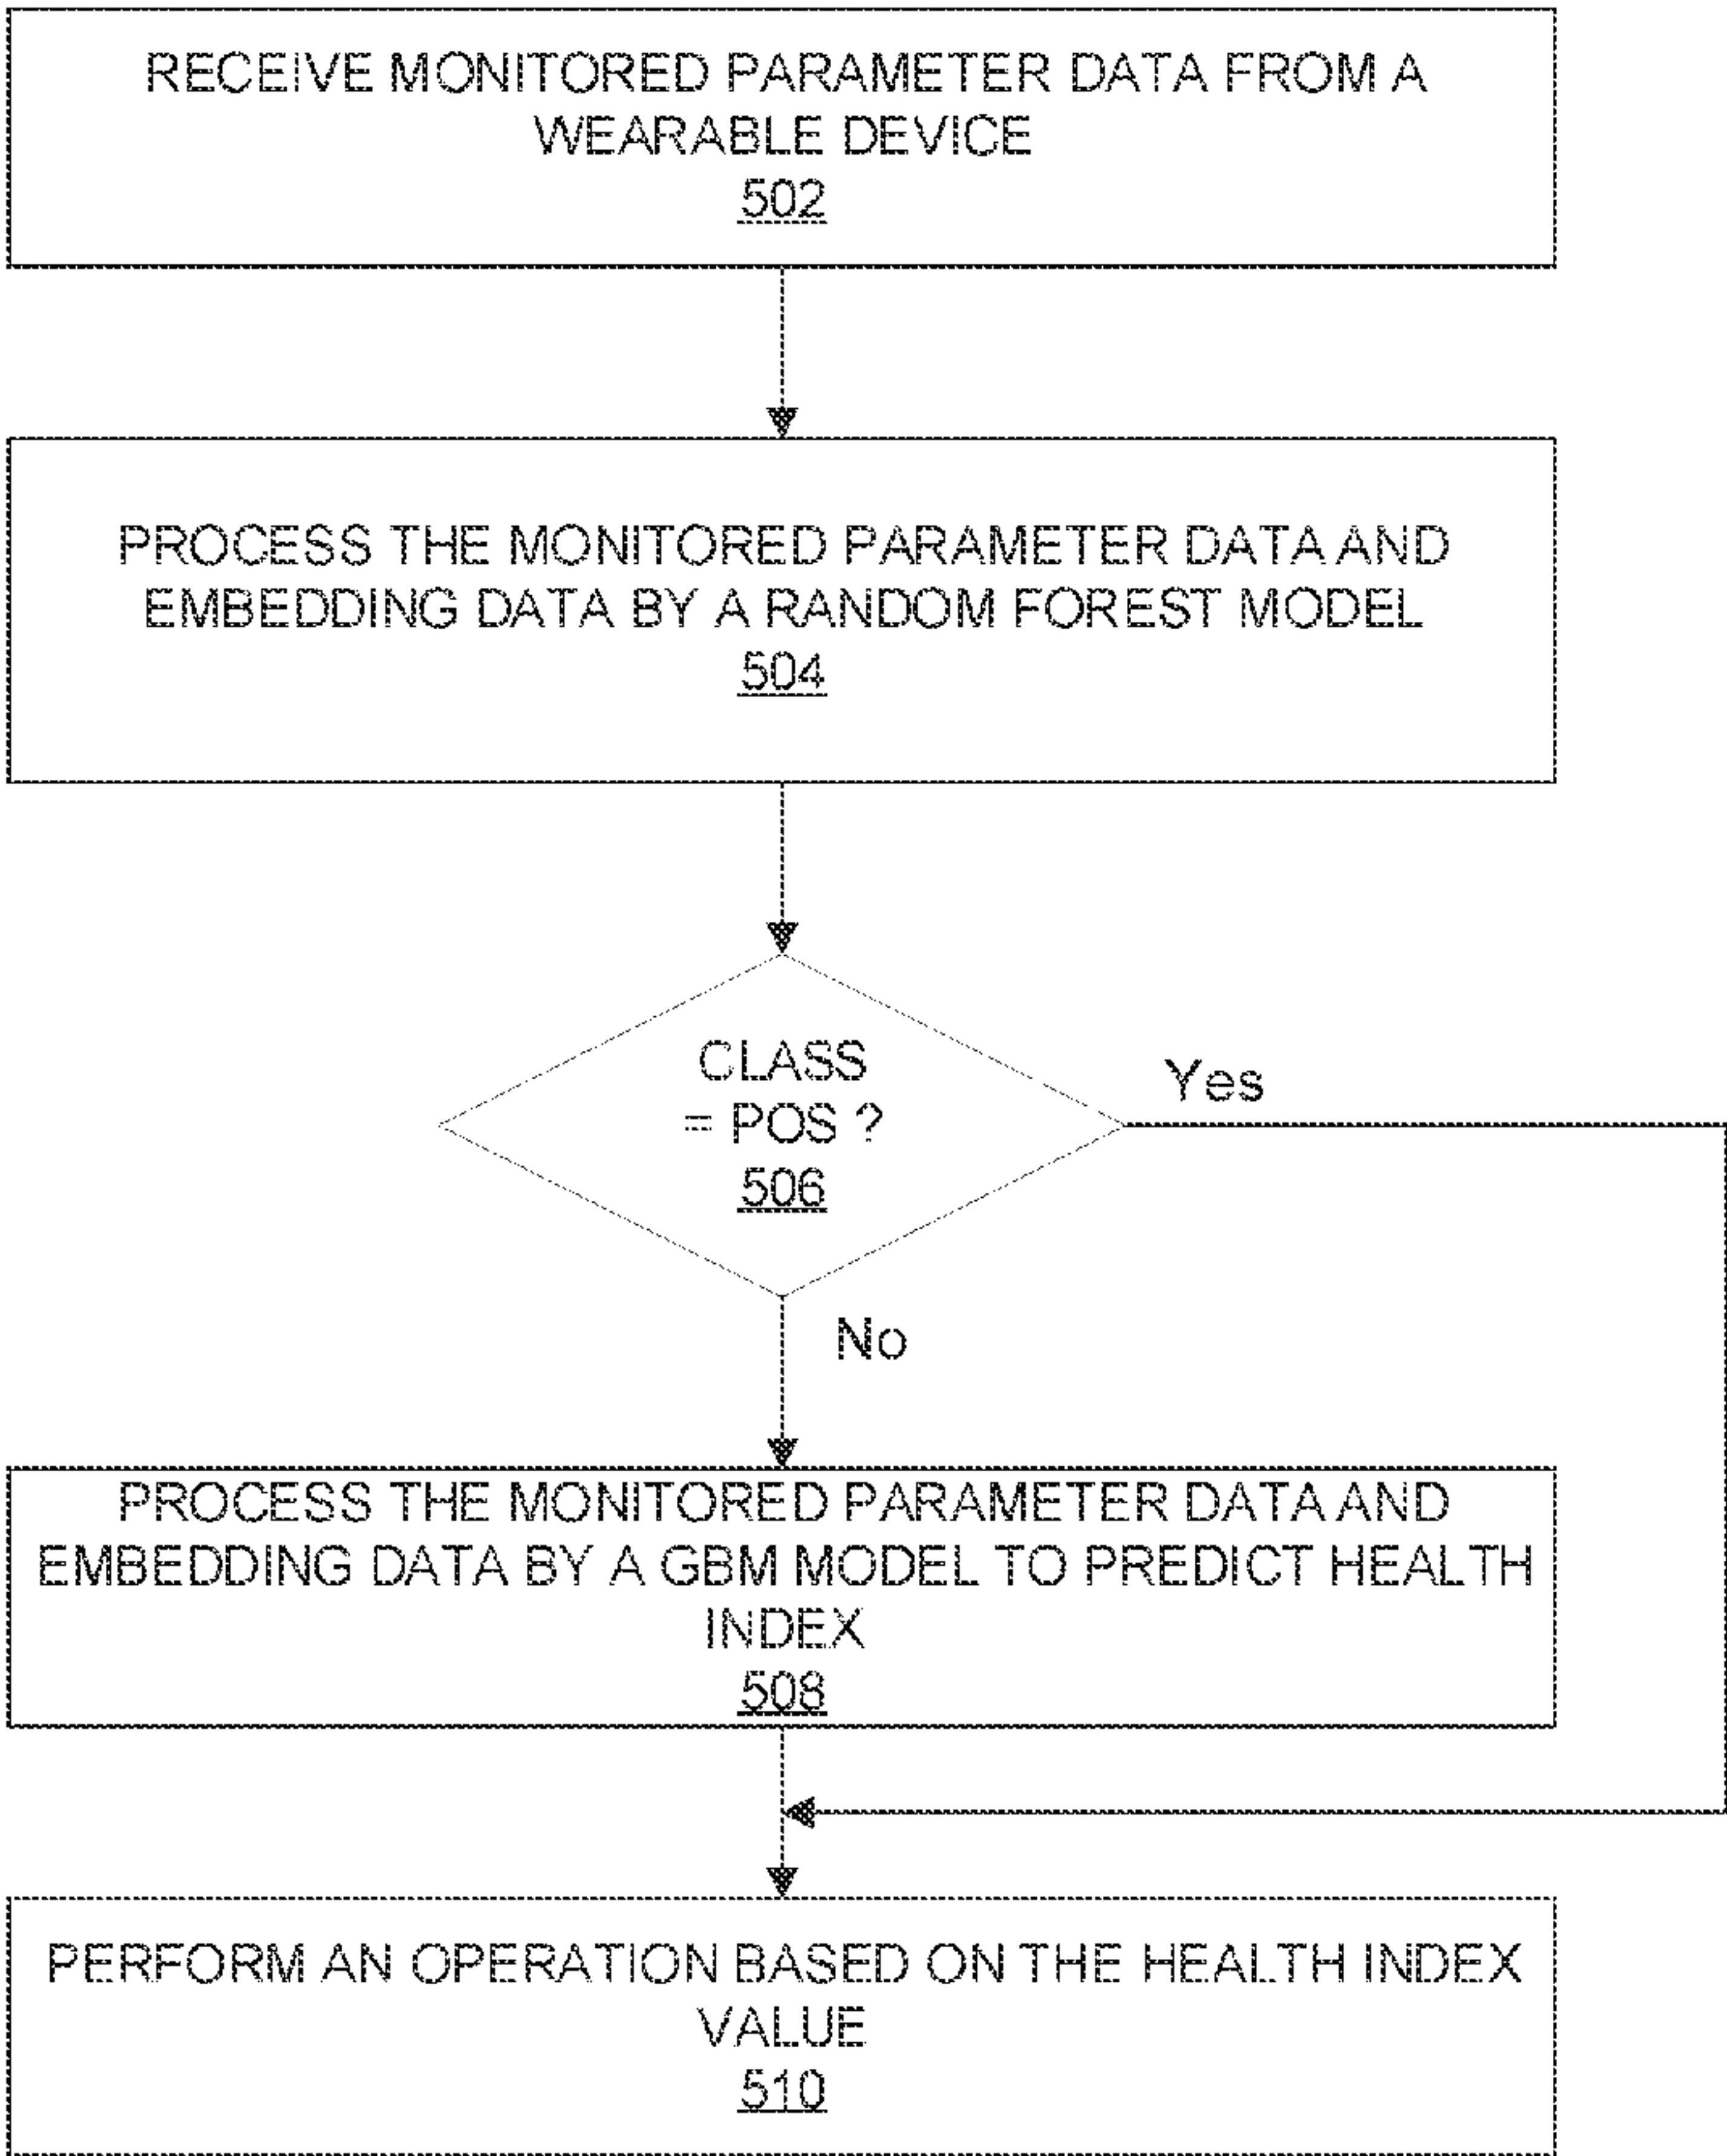 RECEIVE MONITORED PARAMETER DATA FROM A
WEARABLE DEVICE
502
PROCESS THE MONITORED PARAMETER DATA AND
EMBEDDING DATA BY A RANDOM FOREST MODEL
504
CLASS
= POS ?
506
Yes
No
PROCESS THE MONITORED PARAMETER DATA AND
EMBEDDING DATA BY A GBM MODEL TO PREDICT HEALTH
INDEX
508
PERFORM AN OPERATION BASED ON THE HEALTH INDEX
VALUE
510